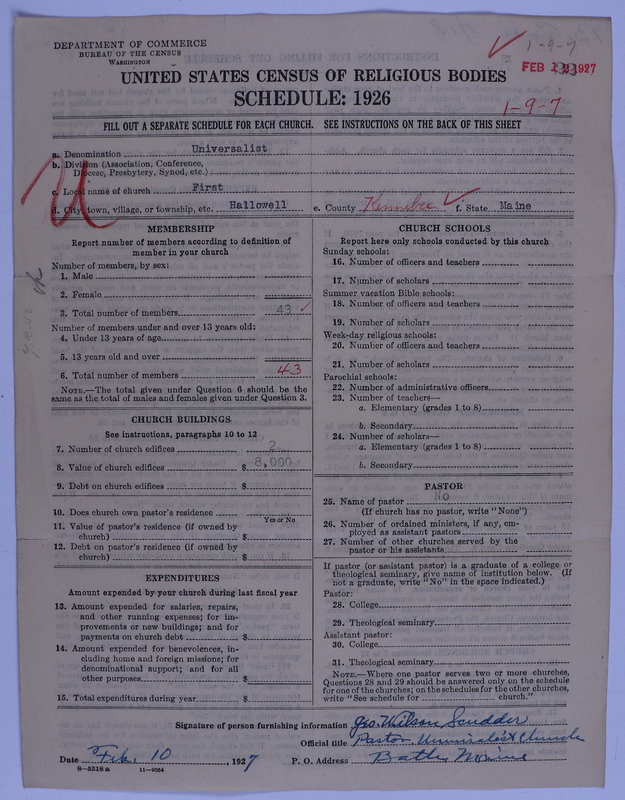 1-9-7
DEPARTMENT OF COMMERCE
BUREAU OF THE CENSUS
WASHINGTON
FEB 1927
UNITED STATES CENSUS OF RELIGIOUS BODIES
SCHEDULE: 1926
1-9-7
FILL OUT A SEPARATE SCHEDULE FOR EACH CHURCH. SEE INSTRUCTIONS ON THE BACK OF THIS SHEET
a. Denomination Universalist
b. Division (Association, Conference,
Diocese, Presbytery, Synod, etc.)
c. Local name of church First
d. City, town, village, or township, etc. Hallowell e. County Kennebec f. State Maine
MEMBERSHIP
Report number of members according to definition of
member in your church
Number of members, by sex:
1. Male
2. Female
3. Total number of members 43
Number of members under and over 13 years old:
4. Under 13 years of age
5. 13 years old and over
6. Total number of members 43
NOTE.—The total given under Question 6 should be the
same as the total of males and females given under Question 3.
CHURCH BUILDINGS
See instructions, paragraphs 10 to 12
7. Number of church edifices 2
8. Value of church edifices $ 8,000
9. Debt on church edifices $
10. Does church own pastor's residence
Yes or No
11. Value of pastor's residence (if owned by
church) $
12. Debt on pastor's residence (if owned by
church) $
EXPENDITURES
Amount expended by your church during last fiscal year
13. Amount expended for salaries, repairs,
and other running expenses; for im-
provements or new buildings; and for
payments on church debt $
14. Amount expended for benevolences, in-
cluding home and foreign missions; for
denominational support; and for all
other purposes $
15. Total expenditures during year $
CHURCH SCHOOLS
Report here only schools conducted by this church
Sunday schools:
16. Number of officers and teachers
17. Number of scholars
Summer vacation Bible schools:
18. Number of officers and teachers
19. Number of scholars
Week-day religious schools:
20. Number of officers and teachers
21. Number of scholars
Parochial schools:
22. Number of administrative officers
23. Number of teachers—
a. Elementary (grades 1 to 8)
b. Secondary
24. Number of scholars—
a. Elementary (grades 1 to 8)
b. Secondary
PASTOR
25. Name of pastor No
(If church has no pastor, write "None")
26. Number of ordained ministers, if any, em-
ployed as assistant pastors
27. Number of other churches served by the
pastor or his assistants
If pastor (or assistant pastor) is a graduate of a college or
theological seminary, give name of institution below. (If
not a graduate, write "No" in the space indicated.)
Pastor:
28. College
29. Theological seminary
Assistant pastor:
30. College
31. Theological seminary
NOTE.—Where one pastor serves two or more churches,
Questions 28 and 29 should be answered only on the schedule
for one of the churches; on the schedules for the other churches,
write "See schedule for church."
Signature of person furnishing information Geo. Wilson Scudder
Official title Pastor, Universalist Church
Date Feb. 10, 1927 P. O. Address Bath, Maine
8—5518 a 11—9054